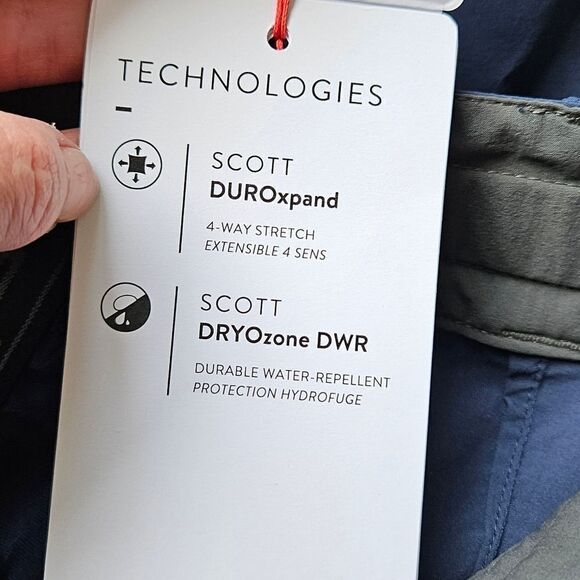 TECHNOLOGIES
SCOTT
DUROxpand
4-WAY STRETCH
EXTENSIBLE 4 SENS
SCOTT
DRYOzone DWR
DURABLE WATER-REPELLENT
PROTECTION HYDROFUGE